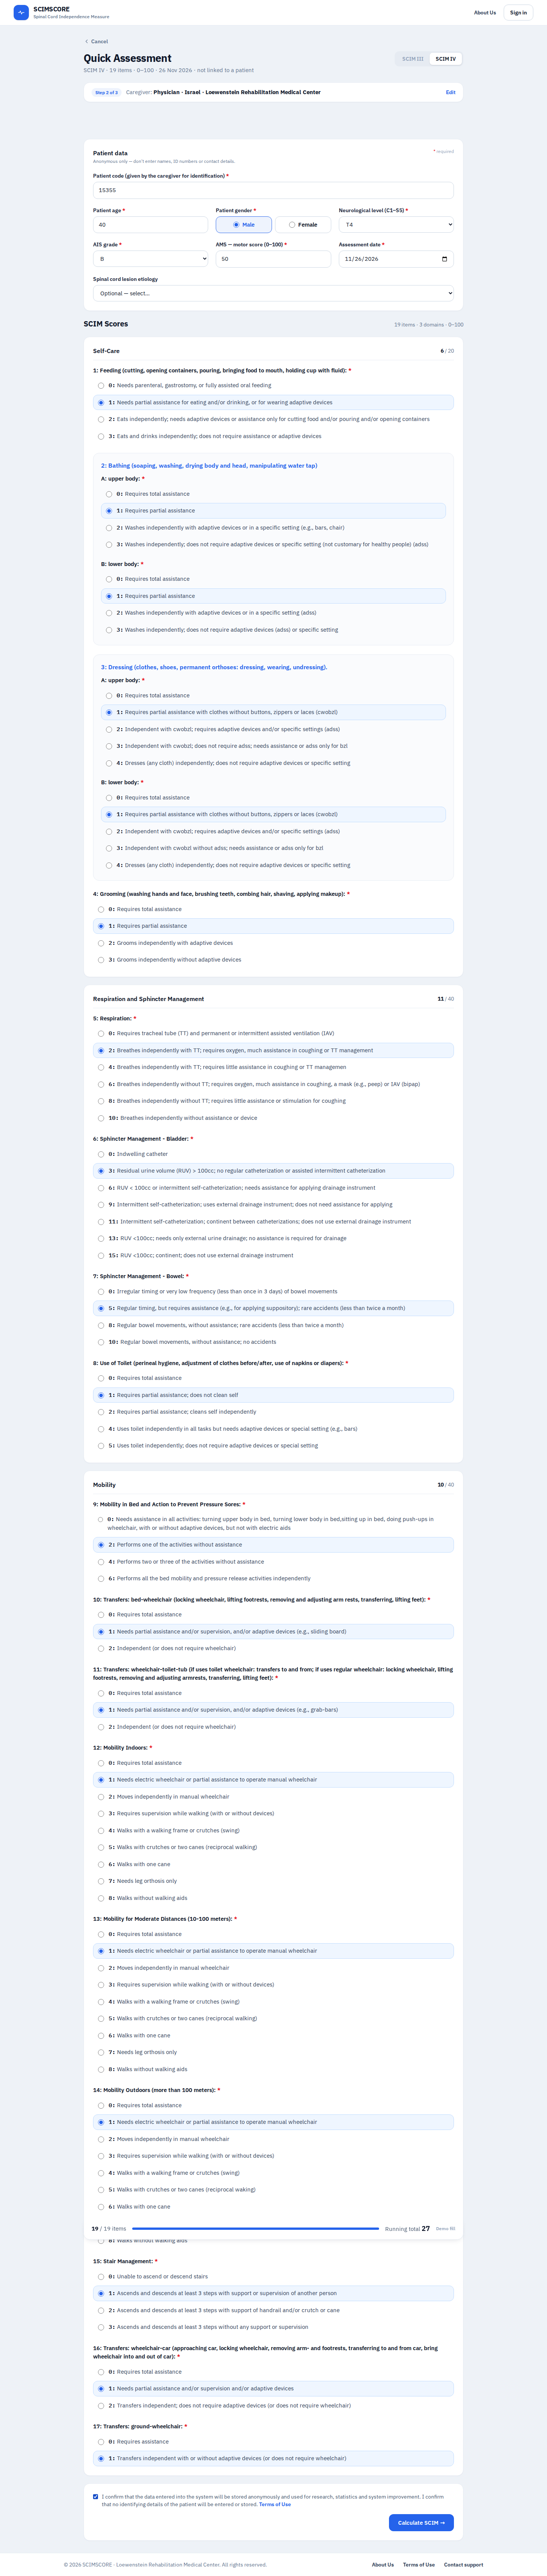 SCIMSCORE
Spinal Cord Independence Measure
About Us
Sign in
Cancel
Quick Assessment
SCIM IV · 19 items · 0–100 · 26 Nov 2026 · not linked to a patient
SCIM III
SCIM IV
Step 2 of 2
Caregiver: Physician · Israel · Loewenstein Rehabilitation Medical Center
Edit
Patient data
* required
Anonymous only — don't enter names, ID numbers or contact details.
Patient code (given by the caregiver for identification) *
15355
Patient age *
Patient gender *
Neurological level (C1–S5) *
40
Male
Female
T4
AIS grade *
AMS — motor score (0–100) *
Assessment date *
B
50
11/26/2026
Spinal cord lesion etiology
Optional — select...
SCIM Scores
19 items · 3 domains · 0–100
Self-Care
6 / 20
1: Feeding (cutting, opening containers, pouring, bringing food to mouth, holding cup with fluid): *
0: Needs parenteral, gastrostomy, or fully assisted oral feeding
1: Needs partial assistance for eating and/or drinking, or for wearing adaptive devices
2: Eats independently; needs adaptive devices or assistance only for cutting food and/or pouring and/or opening containers
3: Eats and drinks independently; does not require assistance or adaptive devices
2: Bathing (soaping, washing, drying body and head, manipulating water tap)
A: upper body: *
0: Requires total assistance
1: Requires partial assistance
2: Washes independently with adaptive devices or in a specific setting (e.g., bars, chair)
3: Washes independently; does not require adaptive devices or specific setting (not customary for healthy people) (adss)
B: lower body: *
0: Requires total assistance
1: Requires partial assistance
2: Washes independently with adaptive devices or in a specific setting (adss)
3: Washes independently; does not require adaptive devices (adss) or specific setting
3: Dressing (clothes, shoes, permanent orthoses: dressing, wearing, undressing).
A: upper body: *
0: Requires total assistance
1: Requires partial assistance with clothes without buttons, zippers or laces (cwobzl)
2: Independent with cwobzl; requires adaptive devices and/or specific settings (adss)
3: Independent with cwobzl; does not require adss; needs assistance or adss only for bzl
4: Dresses (any cloth) independently; does not require adaptive devices or specific setting
B: lower body: *
0: Requires total assistance
1: Requires partial assistance with clothes without buttons, zippers or laces (cwobzl)
2: Independent with cwobzl; requires adaptive devices and/or specific settings (adss)
3: Independent with cwobzl without adss; needs assistance or adss only for bzl
4: Dresses (any cloth) independently; does not require adaptive devices or specific setting
4: Grooming (washing hands and face, brushing teeth, combing hair, shaving, applying makeup): *
0: Requires total assistance
1: Requires partial assistance
2: Grooms independently with adaptive devices
3: Grooms independently without adaptive devices
Respiration and Sphincter Management
11 / 40
5: Respiration: *
0: Requires tracheal tube (TT) and permanent or intermittent assisted ventilation (IAV)
2: Breathes independently with TT; requires oxygen, much assistance in coughing or TT management
4: Breathes independently with TT; requires little assistance in coughing or TT managemen
6: Breathes independently without TT; requires oxygen, much assistance in coughing, a mask (e.g., peep) or IAV (bipap)
8: Breathes independently without TT; requires little assistance or stimulation for coughing
10: Breathes independently without assistance or device
6: Sphincter Management - Bladder: *
0: Indwelling catheter
3: Residual urine volume (RUV) > 100cc; no regular catheterization or assisted intermittent catheterization
6: RUV < 100cc or intermittent self-catheterization; needs assistance for applying drainage instrument
9: Intermittent self-catheterization; uses external drainage instrument; does not need assistance for applying
11: Intermittent self-catheterization; continent between catheterizations; does not use external drainage instrument
13: RUV <100cc; needs only external urine drainage; no assistance is required for drainage
15: RUV <100cc; continent; does not use external drainage instrument
7: Sphincter Management - Bowel: *
0: Irregular timing or very low frequency (less than once in 3 days) of bowel movements
5: Regular timing, but requires assistance (e.g., for applying suppository); rare accidents (less than twice a month)
8: Regular bowel movements, without assistance; rare accidents (less than twice a month)
10: Regular bowel movements, without assistance; no accidents
8: Use of Toilet (perineal hygiene, adjustment of clothes before/after, use of napkins or diapers): *
0: Requires total assistance
1: Requires partial assistance; does not clean self
2: Requires partial assistance; cleans self independently
4: Uses toilet independently in all tasks but needs adaptive devices or special setting (e.g., bars)
5: Uses toilet independently; does not require adaptive devices or special setting
Mobility
10 / 40
9: Mobility in Bed and Action to Prevent Pressure Sores: *
0: Needs assistance in all activities: turning upper body in bed, turning lower body in bed,sitting up in bed, doing push-ups in
wheelchair, with or without adaptive devices, but not with electric aids
2: Performs one of the activities without assistance
4: Performs two or three of the activities without assistance
6: Performs all the bed mobility and pressure release activities independently
10: Transfers: bed-wheelchair (locking wheelchair, lifting footrests, removing and adjusting arm rests, transferring, lifting feet): *
0: Requires total assistance
1: Needs partial assistance and/or supervision, and/or adaptive devices (e.g., sliding board)
2: Independent (or does not require wheelchair)
11: Transfers: wheelchair-toilet-tub (if uses toilet wheelchair: transfers to and from; if uses regular wheelchair: locking wheelchair, lifting
footrests, removing and adjusting armrests, transferring, lifting feet): *
0: Requires total assistance
1: Needs partial assistance and/or supervision, and/or adaptive devices (e.g., grab-bars)
2: Independent (or does not require wheelchair)
12: Mobility Indoors: *
0: Requires total assistance
1: Needs electric wheelchair or partial assistance to operate manual wheelchair
2: Moves independently in manual wheelchair
3: Requires supervision while walking (with or without devices)
4: Walks with a walking frame or crutches (swing)
5: Walks with crutches or two canes (reciprocal walking)
6: Walks with one cane
7: Needs leg orthosis only
8: Walks without walking aids
13: Mobility for Moderate Distances (10-100 meters): *
0: Requires total assistance
1: Needs electric wheelchair or partial assistance to operate manual wheelchair
2: Moves independently in manual wheelchair
3: Requires supervision while walking (with or without devices)
4: Walks with a walking frame or crutches (swing)
5: Walks with crutches or two canes (reciprocal walking)
6: Walks with one cane
7: Needs leg orthosis only
8: Walks without walking aids
14: Mobility Outdoors (more than 100 meters): *
0: Requires total assistance
1: Needs electric wheelchair or partial assistance to operate manual wheelchair
2: Moves independently in manual wheelchair
3: Requires supervision while walking (with or without devices)
4: Walks with a walking frame or crutches (swing)
5: Walks with crutches or two canes (reciprocal waking)
6: Walks with one cane
19 / 19 items
Running total 27
Demo fill
8: Walks without walking aids
15: Stair Management: *
0: Unable to ascend or descend stairs
1: Ascends and descends at least 3 steps with support or supervision of another person
2: Ascends and descends at least 3 steps with support of handrail and/or crutch or cane
3: Ascends and descends at least 3 steps without any support or supervision
16: Transfers: wheelchair-car (approaching car, locking wheelchair, removing arm- and footrests, transferring to and from car, bring
wheelchair into and out of car): *
0: Requires total assistance
1: Needs partial assistance and/or supervision and/or adaptive devices
2: Transfers independent; does not require adaptive devices (or does not require wheelchair)
17: Transfers: ground-wheelchair: *
0: Requires assistance
1: Transfers independent with or without adaptive devices (or does not require wheelchair)
I confirm that the data entered into the system will be stored anonymously and used for research, statistics and system improvement. I confirm
that no identifying details of the patient will be entered or stored. Terms of Use
Calculate SCIM →
© 2026 SCIMSCORE · Loewenstein Rehabilitation Medical Center. All rights reserved.
About Us
Terms of Use
Contact support